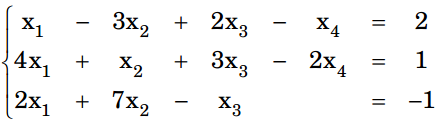 x₁ − 3x₂ + 2x₃ − x₄ = 2
4x₁ + x₂ + 3x₃ − 2x₄ = 1
2x₁ + 7x₂ − x₃ = −1